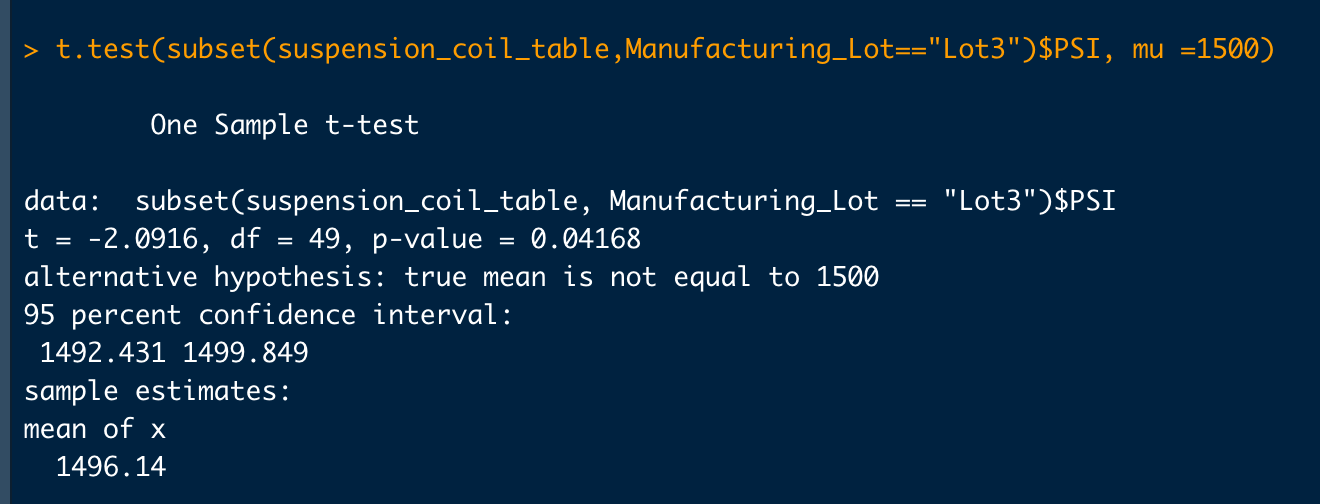 > t.test(subset(suspension_coil_table,Manufacturing_Lot=="Lot3")$PSI, mu =1500)
One Sample t-test
data:  subset(suspension_coil_table, Manufacturing_Lot == "Lot3")$PSI
t = -2.0916, df = 49, p-value = 0.04168
alternative hypothesis: true mean is not equal to 1500
95 percent confidence interval:
1492.431 1499.849
sample estimates:
mean of x
1496.14